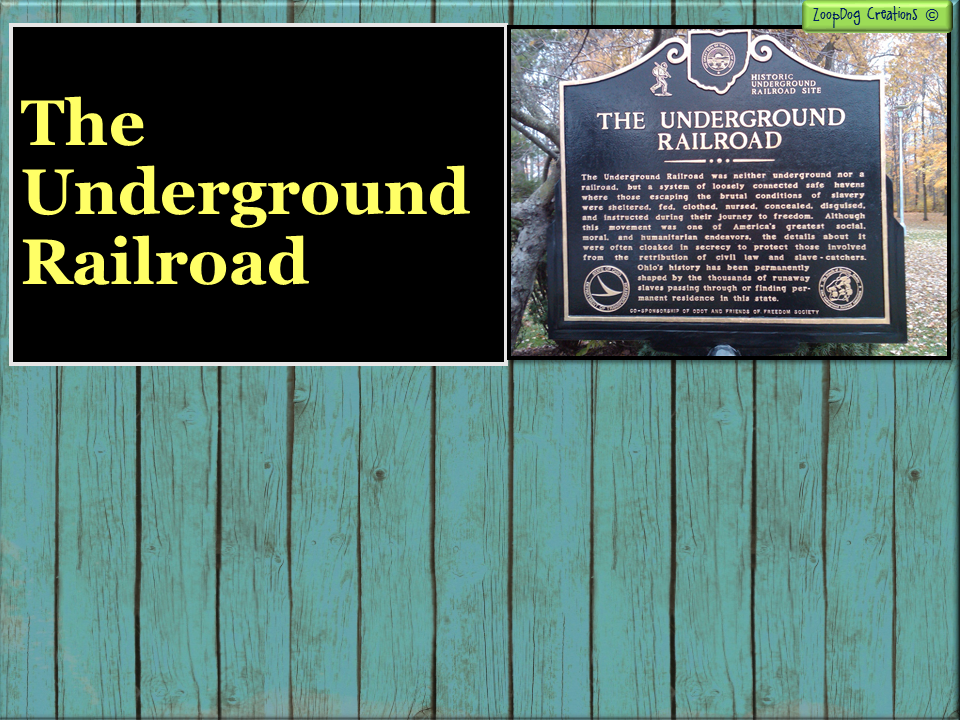 ZoopDog Creations ©
The
Underground
Railroad
HISTORIC
UNDERGROUND
RAILROAD SITE
THE UNDERGROUND
RAILROAD
The Underground Railroad was neither underground nor a
railroad, but a system of loosely connected safe havens
where those escaping the brutal conditions of slavery
were sheltered, fed, clothed, nursed, concealed, disguised,
and instructed during their journey to freedom. Although
this movement was one of America's greatest social,
moral, and humanitarian endeavors, the details about it
were often cloaked in secrecy to protect those involved
from the retribution of civil law and slave-catchers.
Ohio's history has been permanently
shaped by the thousands of runaway
slaves passing through or finding per-
manent residence in this state.
CO-SPONSORSHIP OF ODOT AND FRIENDS OF FREEDOM SOCIETY